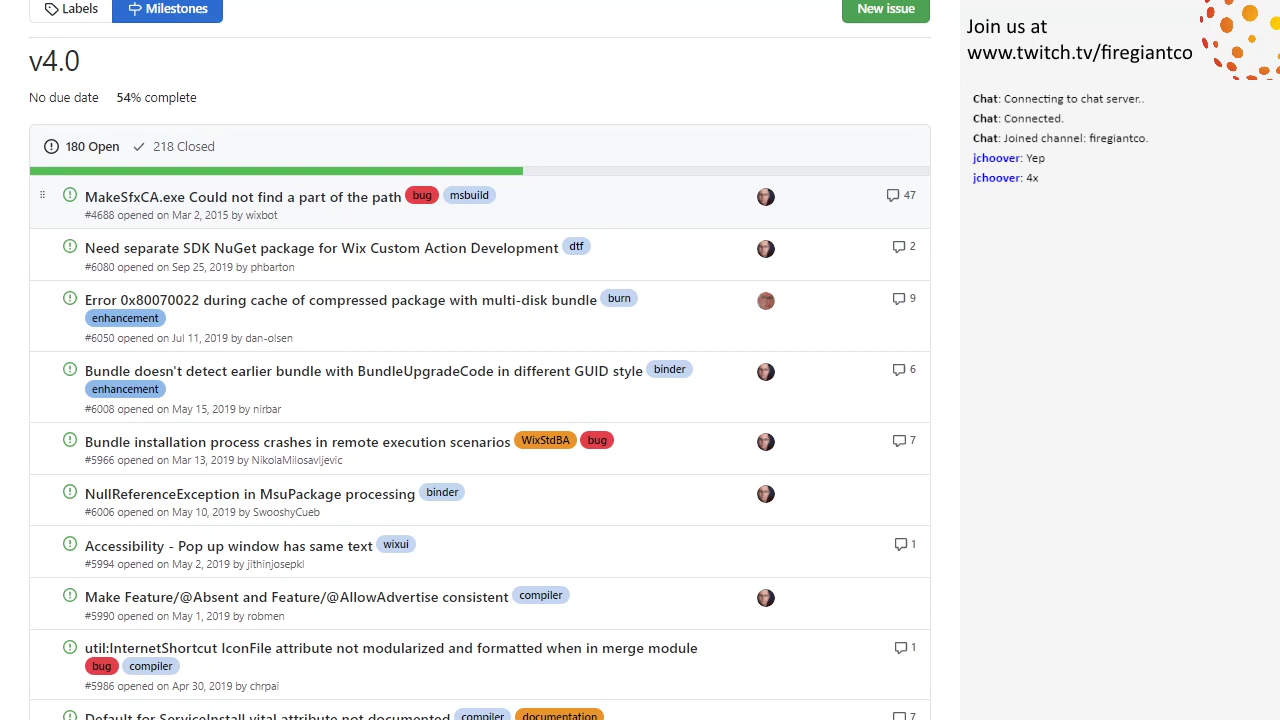 Labels
Milestones
New issue
v4.0
No due date 54% complete
180 Open 218 Closed
MakeSfxCA.exe Could not find a part of the path bug msbuild
47
#4688 opened on Mar 2, 2015 by wixbot
Need separate SDK NuGet package for Wix Custom Action Development dtf
2
#6080 opened on Sep 25, 2019 by phbarton
Error 0x80070022 during cache of compressed package with multi-disk bundle burn
9
enhancement
#6050 opened on Jul 11, 2019 by dan-olsen
Bundle doesn't detect earlier bundle with BundleUpgradeCode in different GUID style binder
6
enhancement
#6008 opened on May 15, 2019 by nirbar
Bundle installation process crashes in remote execution scenarios WixStdBA bug
7
#5966 opened on Mar 13, 2019 by NikolaMilosavljevic
NullReferenceException in MsuPackage processing binder
#6006 opened on May 10, 2019 by SwooshyCueb
Accessibility - Pop up window has same text wixui
1
#5994 opened on May 2, 2019 by jithinjosepkl
Make Feature/@Absent and Feature/@AllowAdvertise consistent compiler
#5990 opened on May 1, 2019 by robmen
util:InternetShortcut IconFile attribute not modularized and formatted when in merge module
1
bug compiler
#5986 opened on Apr 30, 2019 by chrpai
Default for ServiceInstall vital attribute not documented compiler documentation
7
Join us at
www.twitch.tv/firegiantco
Chat: Connecting to chat server..
Chat: Connected.
Chat: Joined channel: firegiantco.
jchoover: Yep
jchoover: 4x